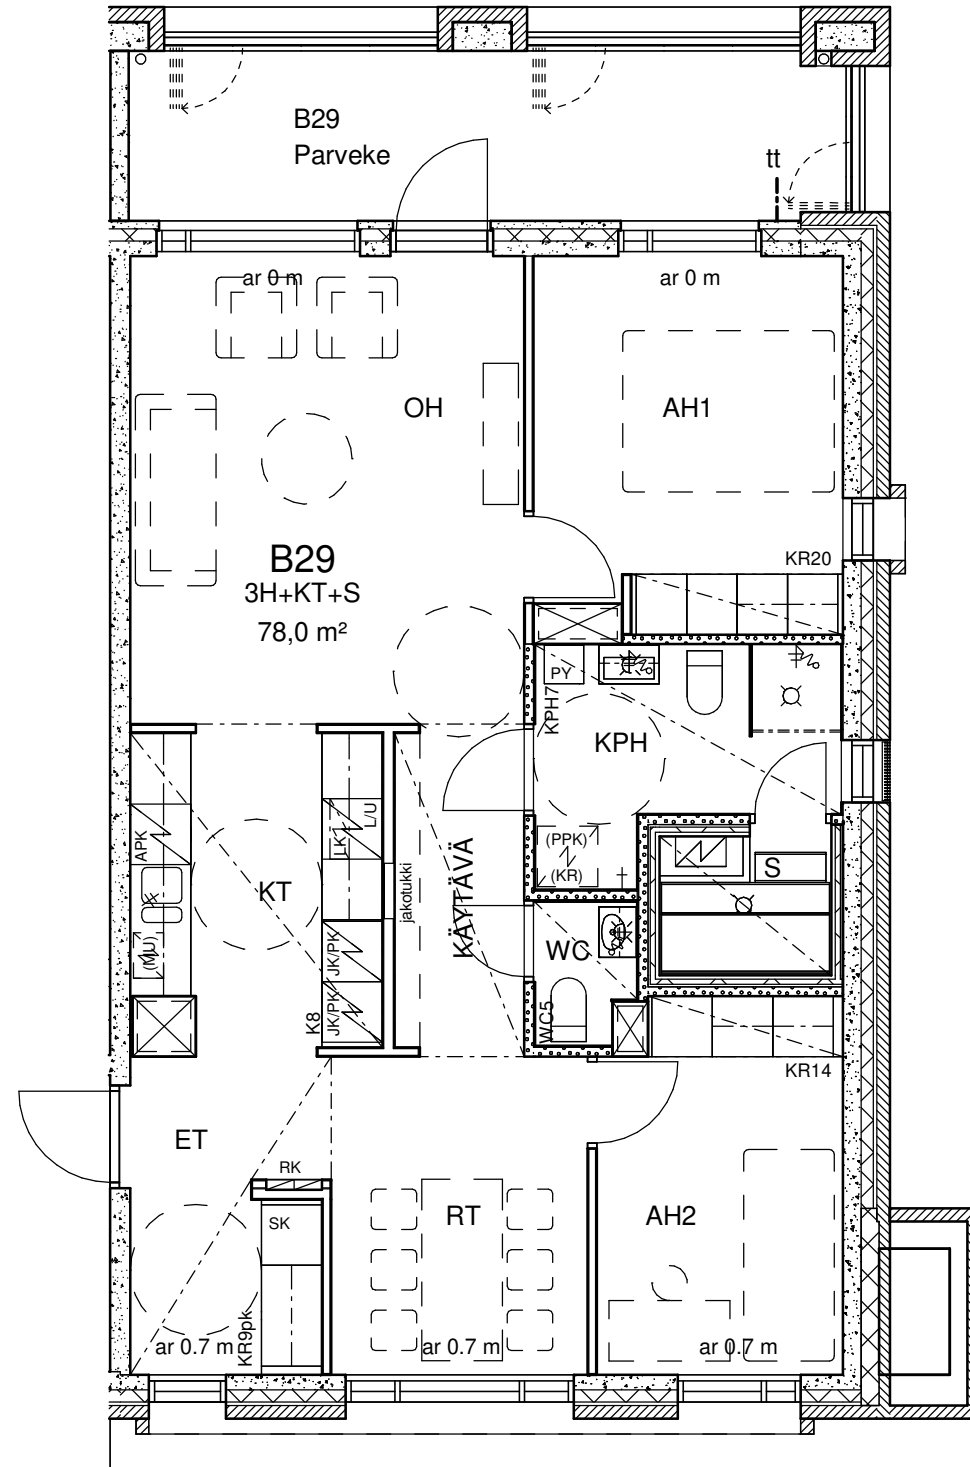 B29
Parveke
tt
ar 0 m
ar 0 m
OH
AH1
B29
3H+KT+S
78,0 m²
KR20
PY
KPH7
KPH
APK
LK1
L/U
(PPK)
(KR)
S
KT
jakotukki
KÄYTÄVÄ
(MU)
JK/PK
WC
K8
JK/PK
WC5
KR14
ET
RK
SK
RT
AH2
KR9pk
ar 0.7 m
ar 0.7 m
ar 0.7 m